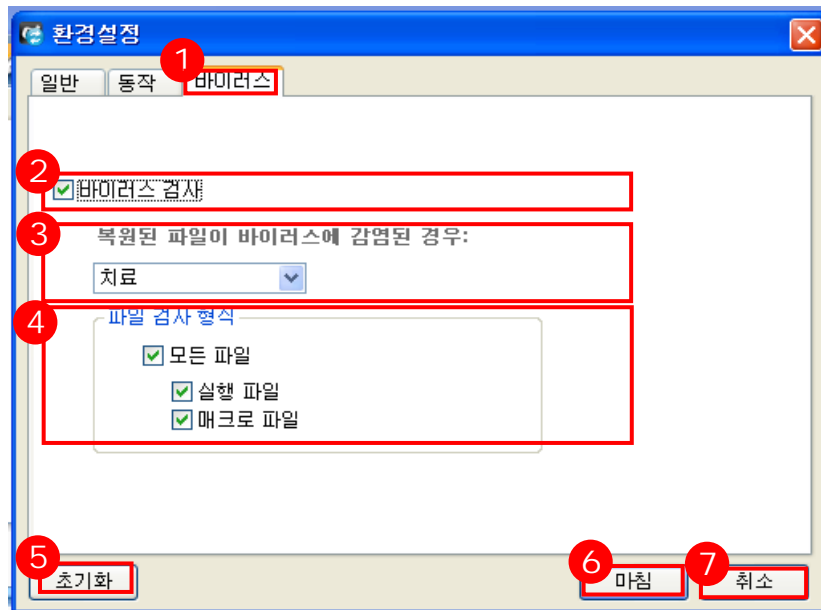 환경설정
1
일반 동작 바이러스
2
바이러스 검사
3
복원된 파일이 바이러스에 감염된 경우:
치료
4
파일 검사 형식
모든 파일
실행 파일
매크로 파일
5 6 7
초기화 마침 취소